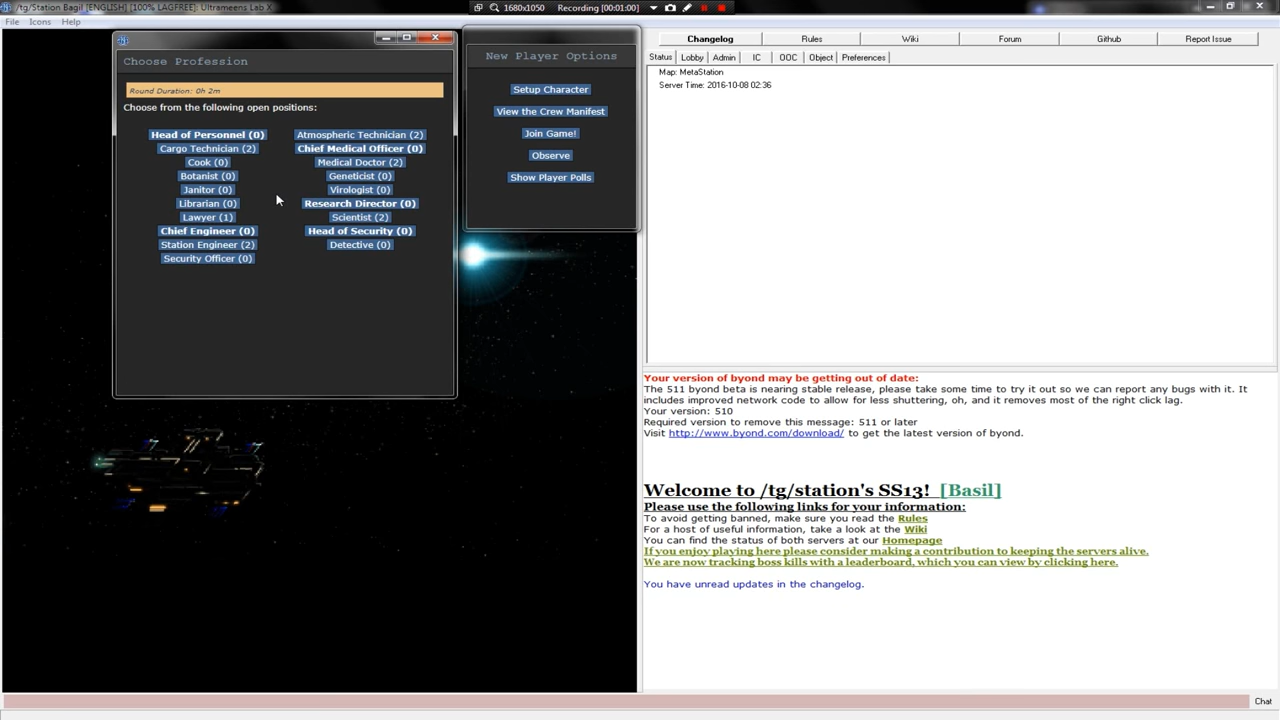 /tg/Station Bagil [ENGLISH] [100% LAGFREE]: Ultrameens Lab X
1680x1050
Recording [00:01:00]
File Icons Help
Choose Profession
Round Duration: 0h 2m
Choose from the following open positions:
Head of Personnel (0)
Cargo Technician (2)
Cook (0)
Botanist (0)
Janitor (0)
Librarian (0)
Lawyer (1)
Chief Engineer (0)
Station Engineer (2)
Security Officer (0)
Atmospheric Technician (2)
Chief Medical Officer (0)
Medical Doctor (2)
Geneticist (0)
Virologist (0)
Research Director (0)
Scientist (2)
Head of Security (0)
Detective (0)
New Player Options
Setup Character
View the Crew Manifest
Join Game!
Observe
Show Player Polls
Changelog Rules Wiki Forum Github Report Issue
Status Lobby Admin IC OOC Object Preferences
Map: MetaStation
Server Time: 2016-10-08 02:36
Your version of byond may be getting out of date:
The 511 byond beta is nearing stable release, please take some time to try it out so we can report any bugs with it. It
includes improved network code to allow for less shuttering, oh, and it removes most of the right click lag.
Your version: 510
Required version to remove this message: 511 or later
Visit http://www.byond.com/download/ to get the latest version of byond.
Welcome to /tg/station's SS13! [Basil]
Please use the following links for your information:
To avoid getting banned, make sure you read the Rules
For a host of useful information, take a look at the Wiki
You can find the status of both servers at our Homepage
If you enjoy playing here please consider making a contribution to keeping the servers alive.
We are now tracking boss kills with a leaderboard, which you can view by clicking here.
You have unread updates in the changelog.
Chat